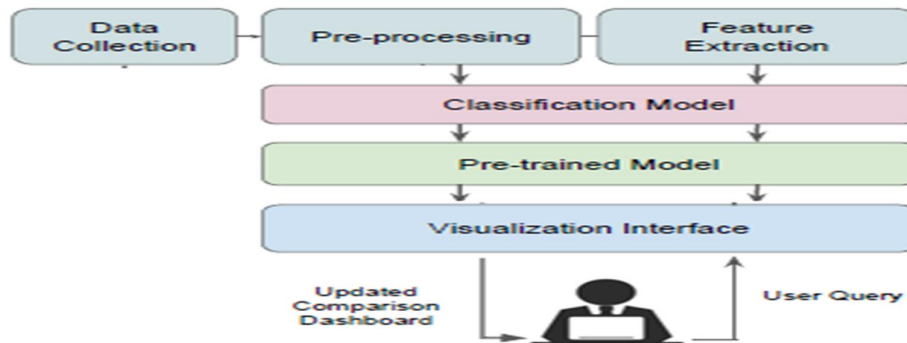 Data
Collection
Pre-processing
Feature
Extraction
Classification Model
Pre-trained Model
Visualization Interface
Updated
Comparison
Dashboard
User Query